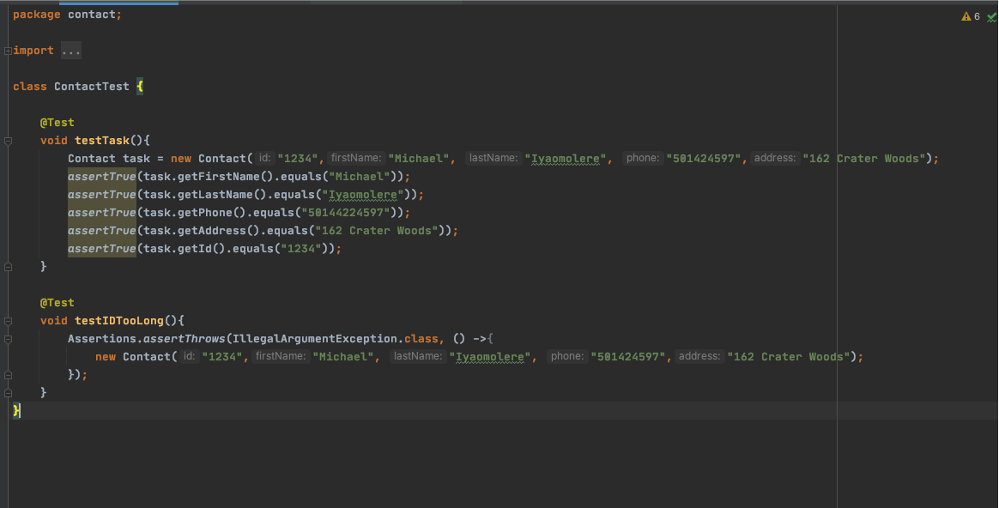 package contact;
6
import ...
class ContactTest {
@Test
void testTask(){
Contact task = new Contact( id: "1234", firstName: "Michael", lastName: "Iyaomolere", phone: "501424597", address: "162 Crater Woods");
assertTrue(task.getFirstName().equals("Michael"));
assertTrue(task.getLastName().equals("Iyaomolere"));
assertTrue(task.getPhone().equals("50144224597"));
assertTrue(task.getAddress().equals("162 Crater Woods"));
assertTrue(task.getId().equals("1234"));
}
@Test
void testIDTooLong(){
Assertions.assertThrows(IllegalArgumentException.class, () ->{
new Contact( id: "1234", firstName: "Michael", lastName: "Iyaomolere", phone: "501424597", address: "162 Crater Woods");
});
}
}